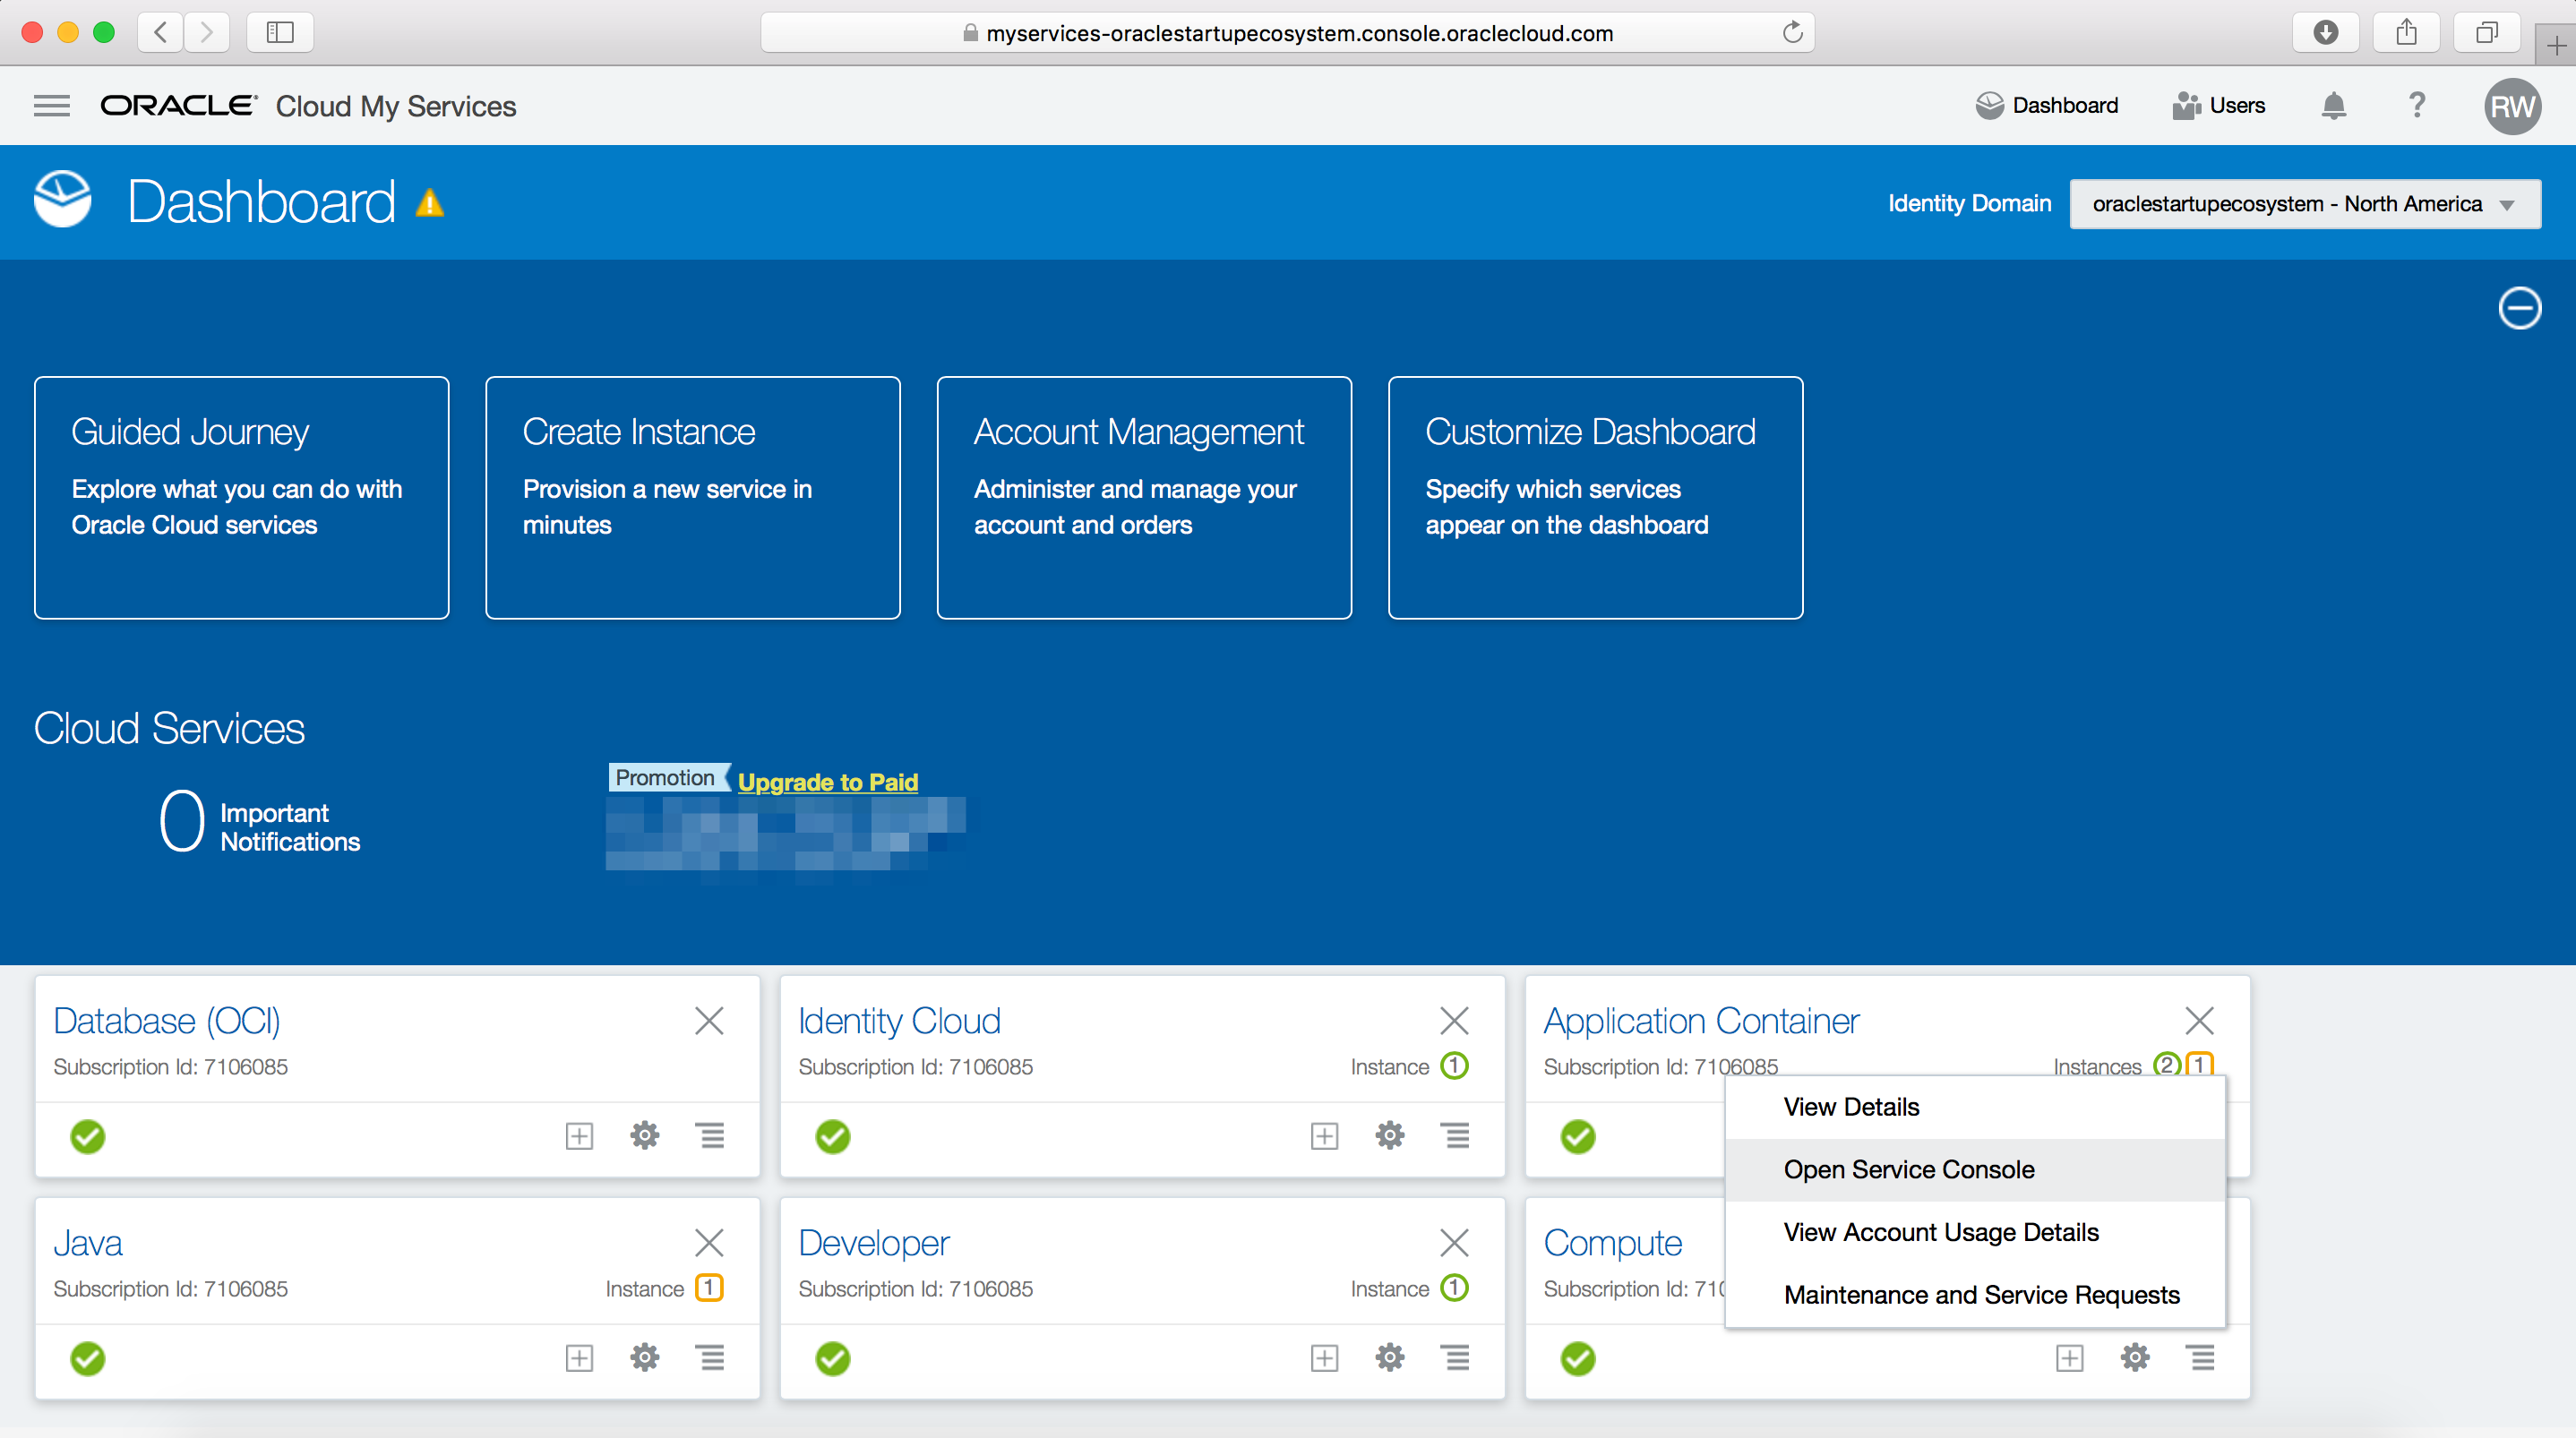 myservices-oraclestartupecosystem.console.oraclecloud.com
ORACLE Cloud My Services
Dashboard
Users
?
RW
Dashboard
Identity Domain
oraclestartupecosystem - North America
Guided Journey
Explore what you can do with
Oracle Cloud services
Create Instance
Provision a new service in
minutes
Account Management
Administer and manage your
account and orders
Customize Dashboard
Specify which services
appear on the dashboard
Cloud Services
0 Important
Notifications
Promotion Upgrade to Paid
Database (OCI)
Subscription Id: 7106085
Identity Cloud
Subscription Id: 7106085
Instance 1
Application Container
Subscription Id: 7106085
Instances 2 1
View Details
Open Service Console
View Account Usage Details
Maintenance and Service Requests
Java
Subscription Id: 7106085
Instance 1
Developer
Subscription Id: 7106085
Instance 1
Compute
Subscription Id: